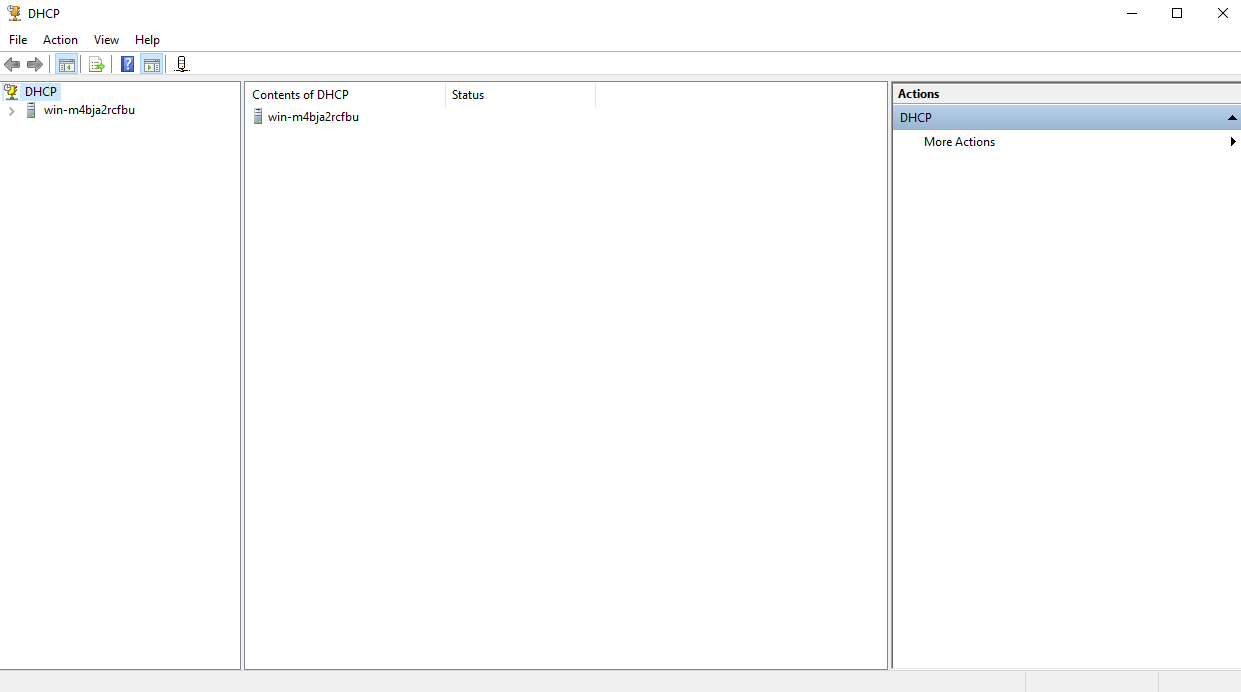 DHCP
File Action View Help
DHCP
win-m4bja2rcfbu
Contents of DHCP Status
win-m4bja2rcfbu
Actions
DHCP
More Actions